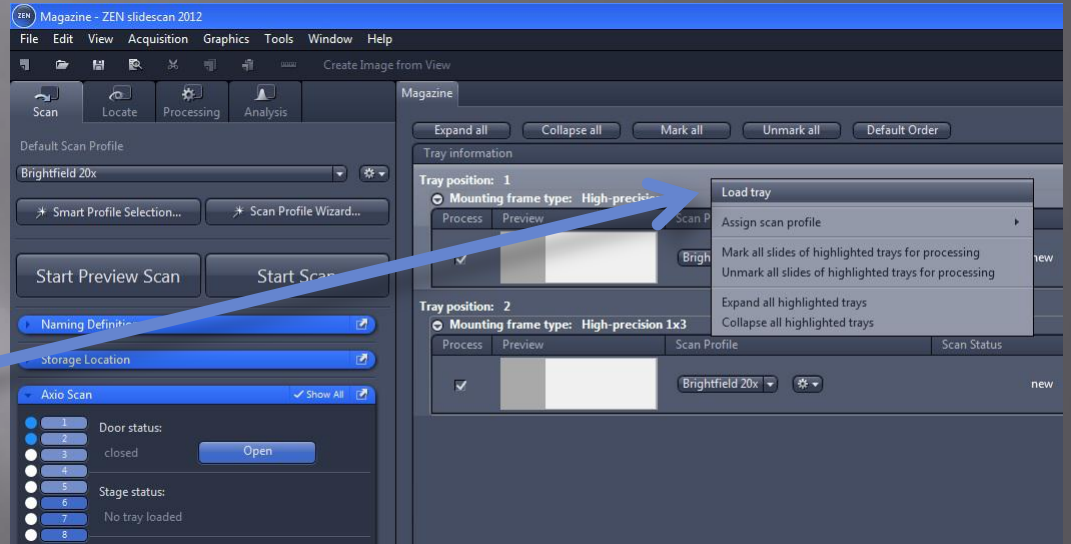 ZEN Magazine - ZEN slidescan 2012
File Edit View Acquisition Graphics Tools Window Help
Create Image from View
Scan Locate Processing Analysis
Magazine
Expand all Collapse all Mark all Unmark all Default Order
Default Scan Profile
Tray information
Brightfield 20x
Tray position: 1
Mounting frame type: High-precision
Load tray
Smart Profile Selection... Scan Profile Wizard...
Process Preview Scan P
Assign scan profile
Brigh
Mark all slides of highlighted trays for processing
new
Unmark all slides of highlighted trays for processing
Start Preview Scan Start Scan
Expand all highlighted trays
Tray position: 2
Collapse all highlighted trays
Naming Definition
Mounting frame type: High-precision 1x3
Process Preview Scan Profile Scan Status
Storage Location
Brightfield 20x new
Axio Scan Show All
1
Door status:
2
3 closed Open
4
5 Stage status:
6
7 No tray loaded
8